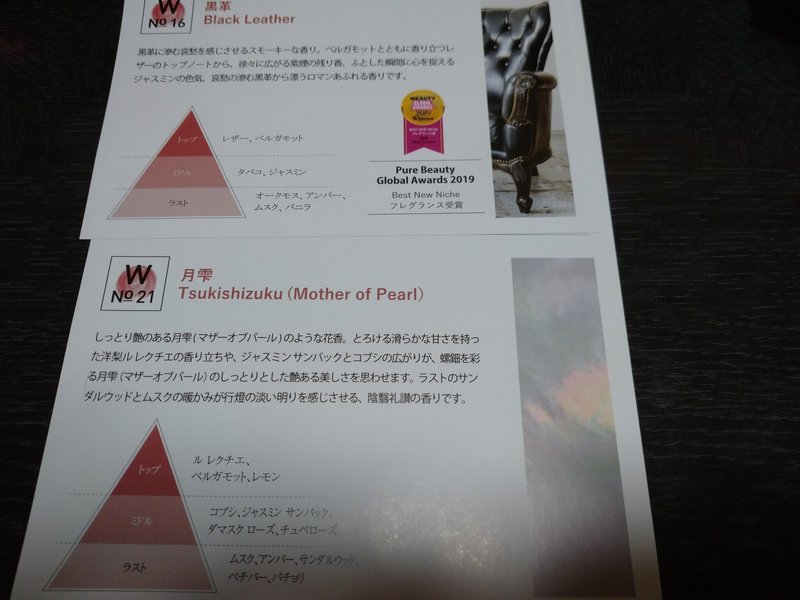 W
№ 16
黒革
Black Leather
黒革に滲む哀愁を感じさせるスモーキーな香り。ベルガモットとともに香り立つレ
ザーのトップノートから、徐々に広がる紫煙の残り香、ふとした瞬間に心を捉える
ジャスミンの色気、哀愁の滲む黒革から漂うロマンあふれる香りです。
トップ
レザー、ベルガモット
ミドル
タバコ、ジャスミン
ラスト
オークモス、アンバー、
ムスク、バニラ
BEAUTY
GLOBAL
AWARDS
2019
Winner
BEST NEW NICHE
Pure Beauty
Global Awards 2019
Best New Niche
フレグランス受賞
W
№ 21
月雫
Tsukishizuku (Mother of Pearl)
しっとり艶のある月雫(マザーオブパール)のような花香。とろける滑らかな甘さを持っ
た洋梨ル レクチエの香り立ちや、ジャスミン サンバックとコブシの広がりが、螺鈿を彩
る月雫(マザーオブパール)のしっとりとした艶ある美しさを思わせます。ラストのサン
ダルウッドとムスクの暖かみが行燈の淡い明りを感じさせる、陰翳礼讃の香りです。
トップ
ル レクチエ、
ベルガモット、レモン
ミドル
コブシ、ジャスミン サンバック、
ダマスク ローズ、チュベローズ
ラスト
ムスク、アンバー、サンダルウッド、
ベチバー、パチョリ